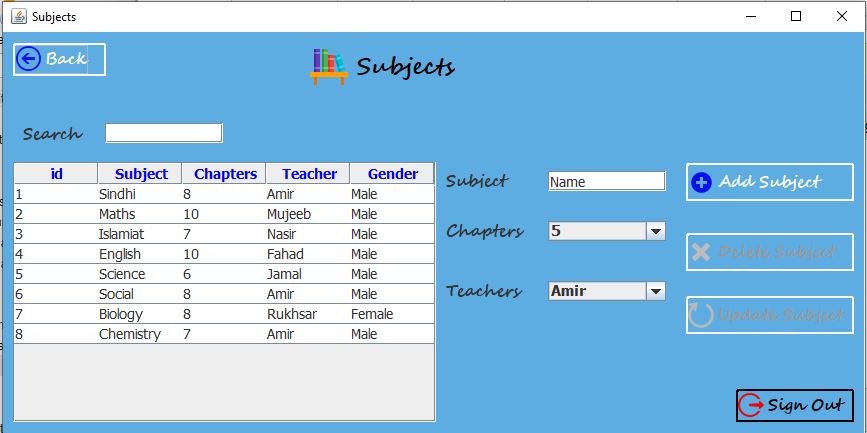 Subjects
Back
Subjects
Search
id Subject Chapters Teacher Gender
1 Sindhi 8 Amir Male
2 Maths 10 Mujeeb Male
3 Islamiat 7 Nasir Male
4 English 10 Fahad Male
5 Science 6 Jamal Male
6 Social 8 Amir Male
7 Biology 8 Rukhsar Female
8 Chemistry 7 Amir Male
Subject Name
Chapters 5
Teachers Amir
Add Subject
Delete Subject
Update Subject
Sign Out